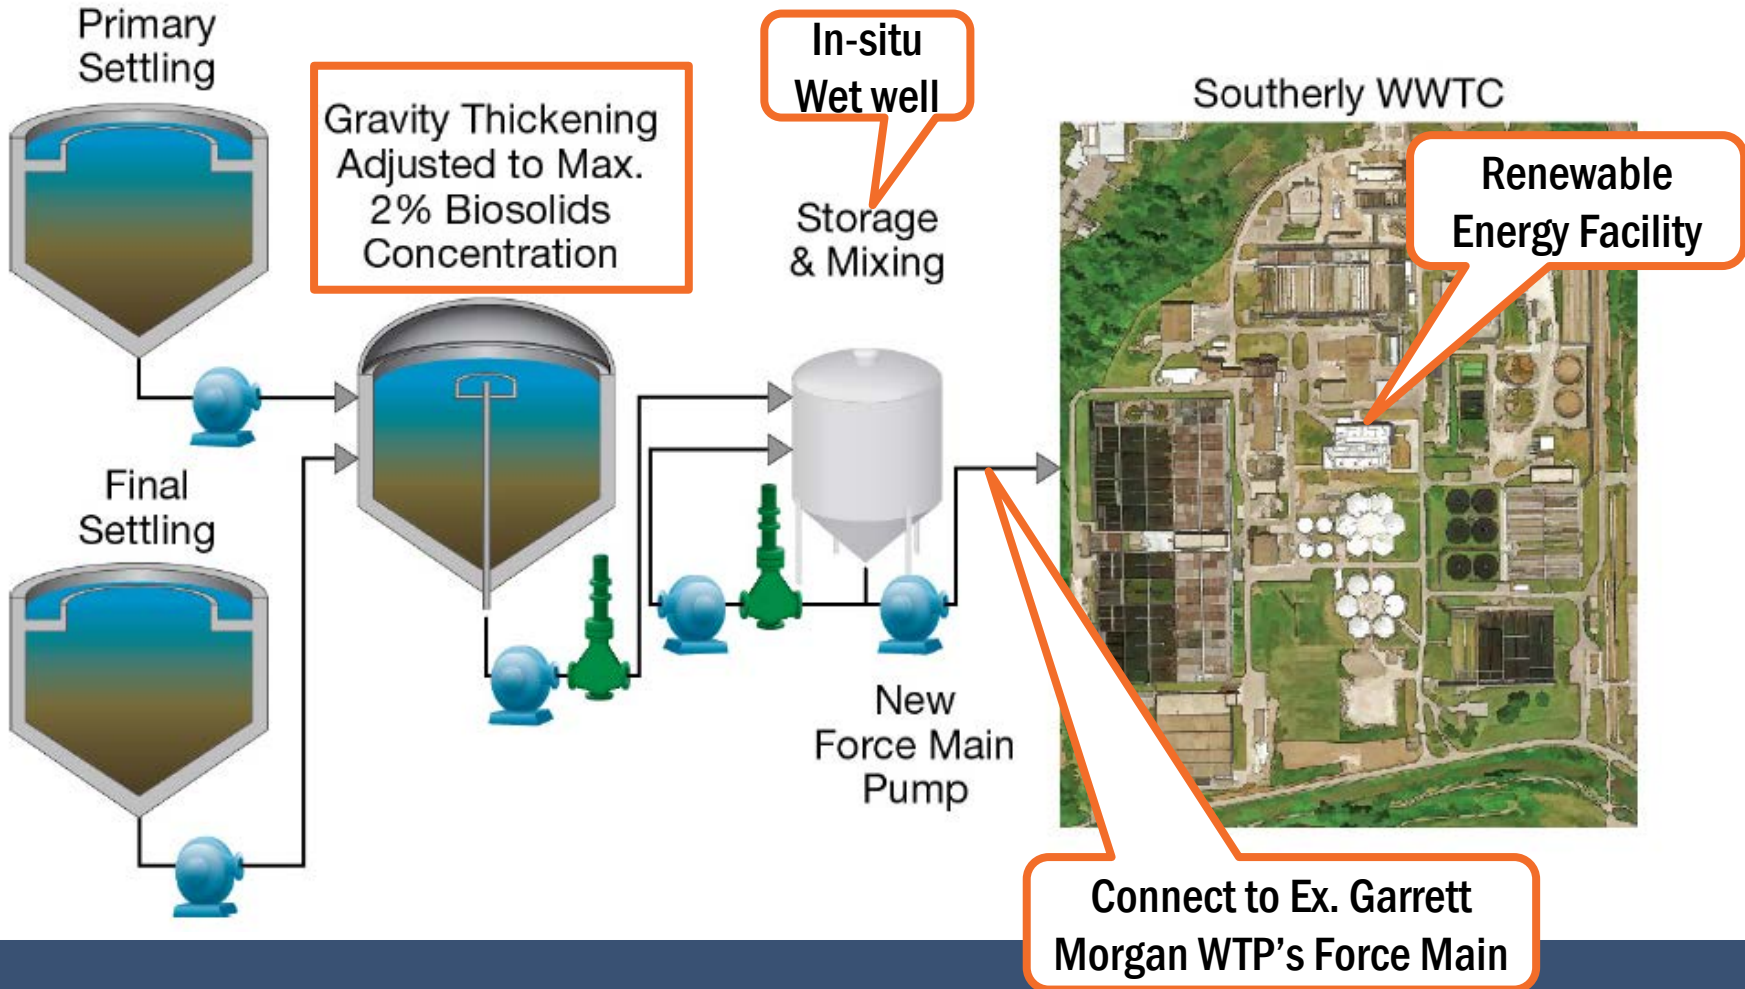 Primary
Settling
Gravity Thickening
Adjusted to Max.
2% Biosolids
Concentration
In-situ
Wet well
Storage
& Mixing
Southerly WWTC
Renewable
Energy Facility
Final
Settling
New
Force Main
Pump
Connect to Ex. Garrett
Morgan WTP's Force Main